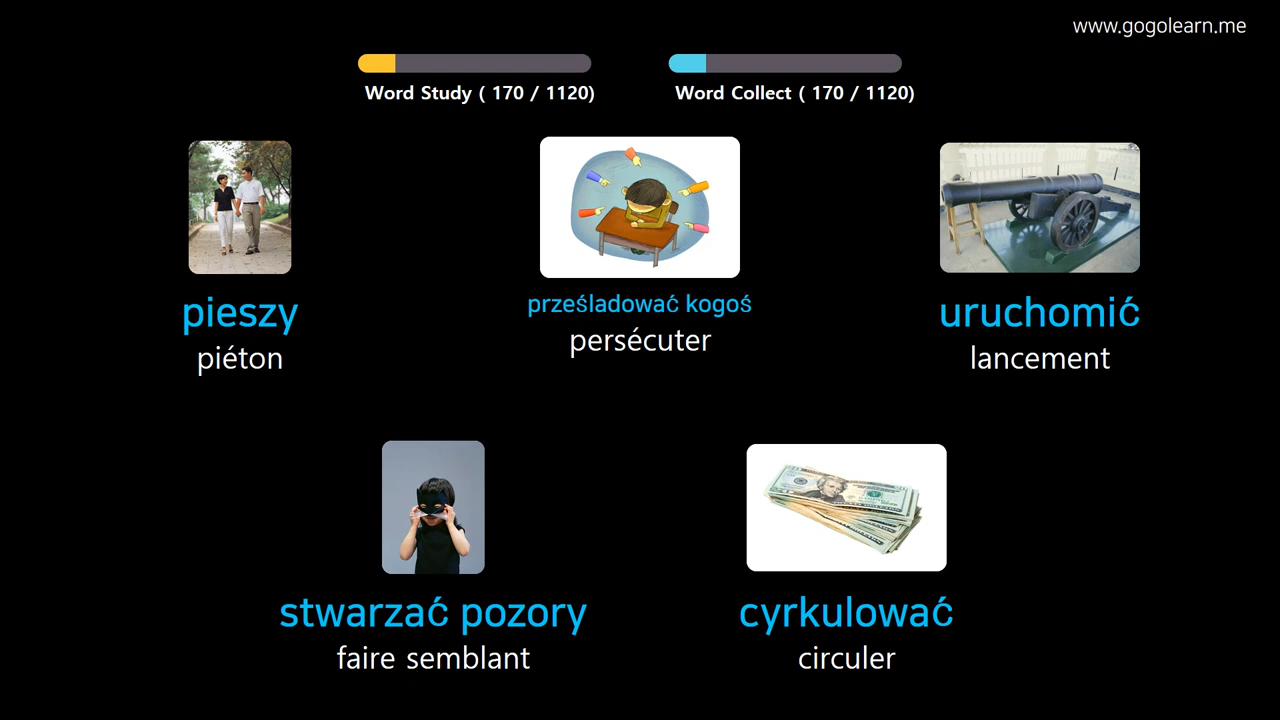 www.gogolearn.me
Word Study ( 170 / 1120)
Word Collect ( 170 / 1120)
pieszy
piéton
prześladować kogoś
persécuter
uruchomić
lancement
stwarzać pozory
faire semblant
cyrkulować
circuler